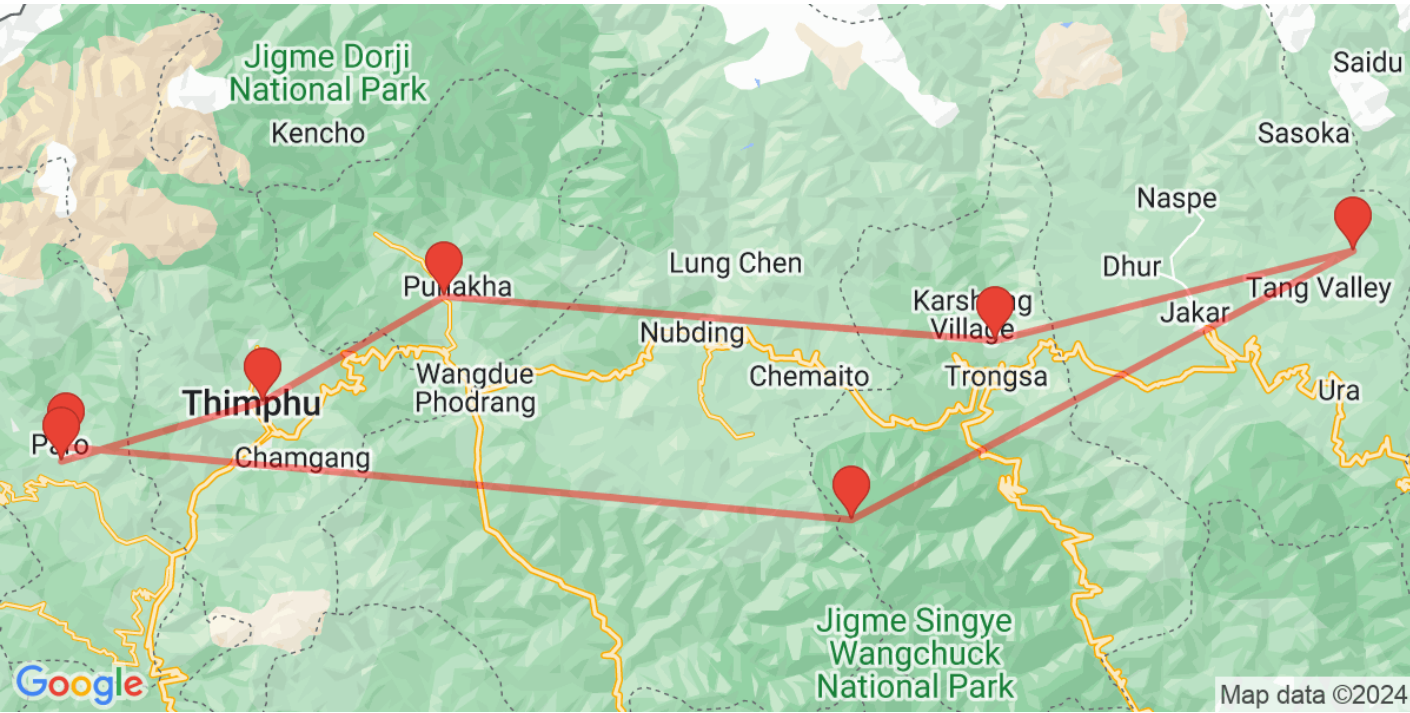 Jigme Dorji
National Park
Kencho
Saidu
Sasoka
Naspe
Lung Chen
Dhur
Punakha
Tang Valley
Village
Jakar
Nubding
Wangdue
Phodrang
Chemaito
Trongsa
Ura
Thimphu
Paro
Chamgang
Jigme Singye
Wangchuck
National Park
Google
Map data ©2024